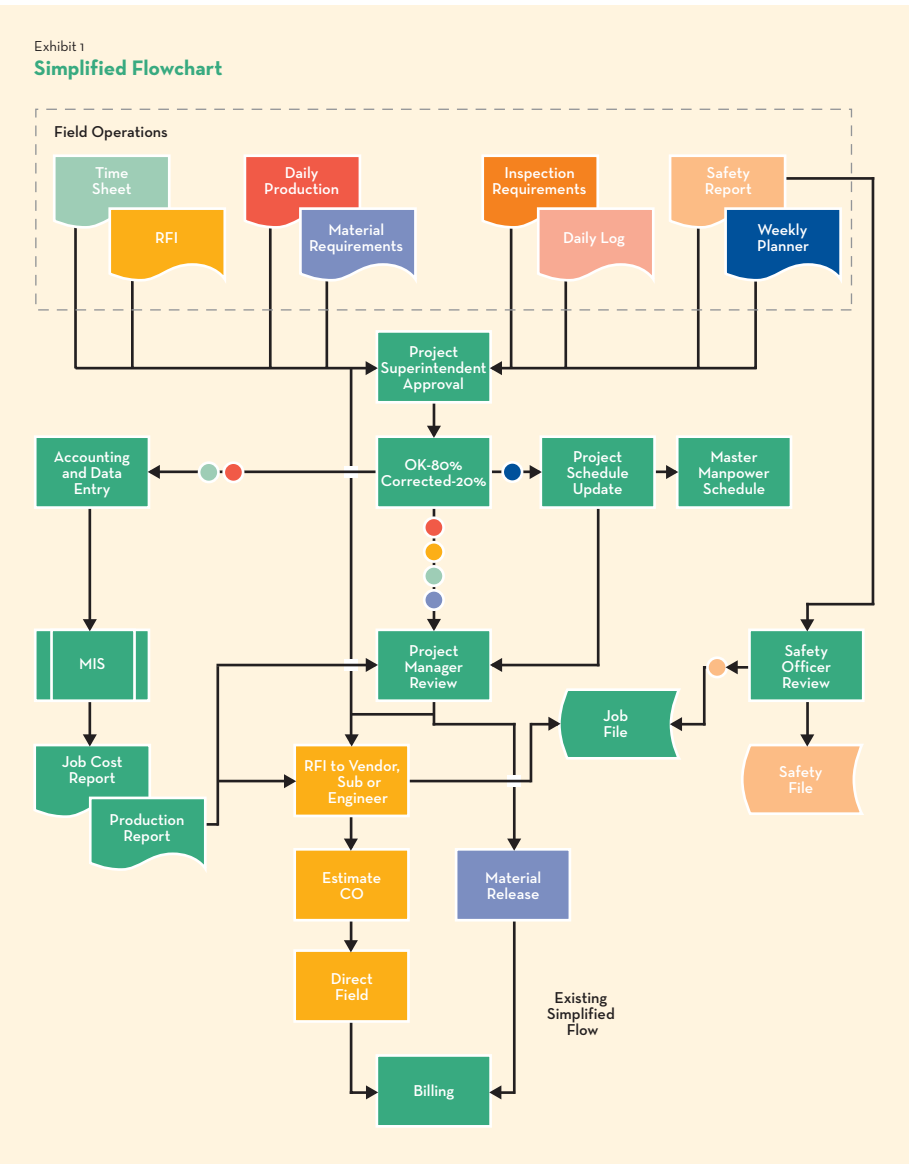 Exhibit 1
Simplified Flowchart
Field Operations
Time
Sheet
RFI
Daily
Production
Material
Requirements
Inspection
Requirements
Daily Log
Safety
Report
Weekly
Planner
Project
Superintendent
Approval
Accounting
and Data
Entry
OK-80%
Corrected-20%
Project
Schedule
Update
Master
Manpower
Schedule
MIS
Project
Manager
Review
Safety
Officer
Review
Job
File
Job Cost
Report
Production
Report
RFI to Vendor,
Sub or
Engineer
Safety
File
Estimate
CO
Material
Release
Direct
Field
Existing
Simplified
Flow
Billing